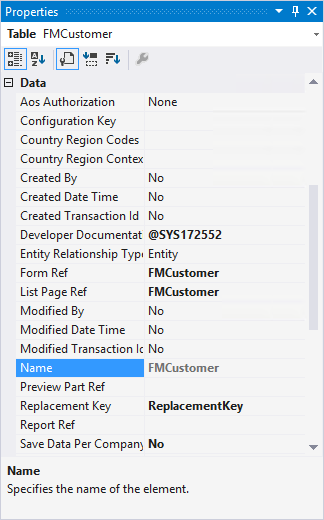 Properties
Table FMCustomer
Data
Aos Authorization None
Configuration Key
Country Region Codes
Country Region Contex
Created By No
Created Date Time No
Created Transaction Id No
Developer Documentat @SYS172552
Entity Relationship Type Entity
Form Ref FMCustomer
List Page Ref FMCustomer
Modified By No
Modified Date Time No
Modified Transaction Id No
Name FMCustomer
Preview Part Ref
Replacement Key ReplacementKey
Report Ref
Save Data Per Company No
Name
Specifies the name of the element.